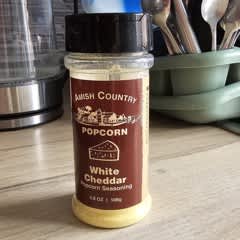 Amish Country
POPCORN
White
Cheddar
Popcorn Seasoning